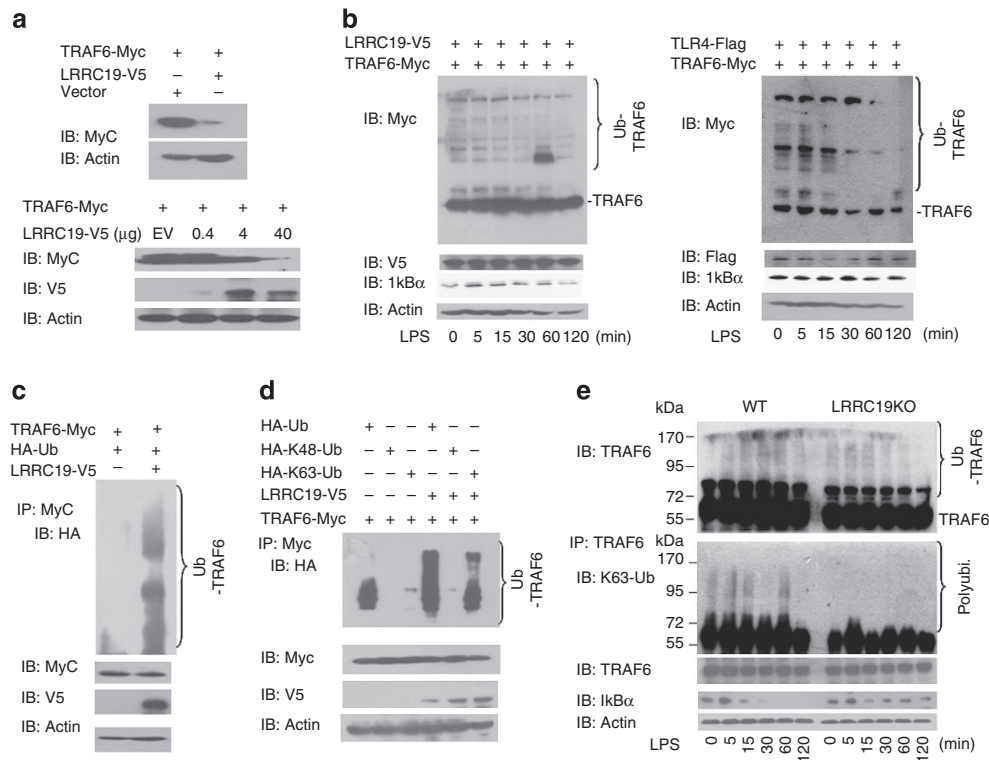 a
TRAF6-Myc + +
LRRC19-V5 – +
Vector + –
IB: MyC
IB: Actin
TRAF6-Myc + + + +
LRRC19-V5 (µg) EV 0.4 4 40
IB: MyC
IB: V5
IB: Actin
b
LRRC19-V5 + + + + + +
TRAF6-Myc + + + + + +
IB: Myc
Ub-
TRAF6
-TRAF6
IB: V5
IB: 1kBα
IB: Actin
LPS 0 5 15 30 60 120 (min)
TLR4-Flag + + + + + +
TRAF6-Myc + + + + + +
IB: Myc
Ub-
TRAF6
-TRAF6
IB: Flag
IB: 1kBα
IB: Actin
LPS 0 5 15 30 60 120 (min)
c
TRAF6-Myc + +
HA-Ub + +
LRRC19-V5 – +
IP: MyC
IB: HA
Ub
-TRAF6
IB: MyC
IB: V5
IB: Actin
d
HA-Ub + – – + – –
HA-K48-Ub – + – – + –
HA-K63-Ub – – + – – +
LRRC19-V5 – – – + + +
TRAF6-Myc + + + + + +
IP: Myc
IB: HA
Ub
-TRAF6
IB: Myc
IB: V5
IB: Actin
e
kDa WT LRRC19KO
IB: TRAF6
170
95
72
55
Ub
-TRAF6
TRAF6
kDa
IP: TRAF6
IB: K63-Ub
170
95
72
55
Polyubi.
IB: TRAF6
IB: IkBα
IB: Actin
LPS 0 5 15 30 60 120 0 5 15 30 60 120 (min)